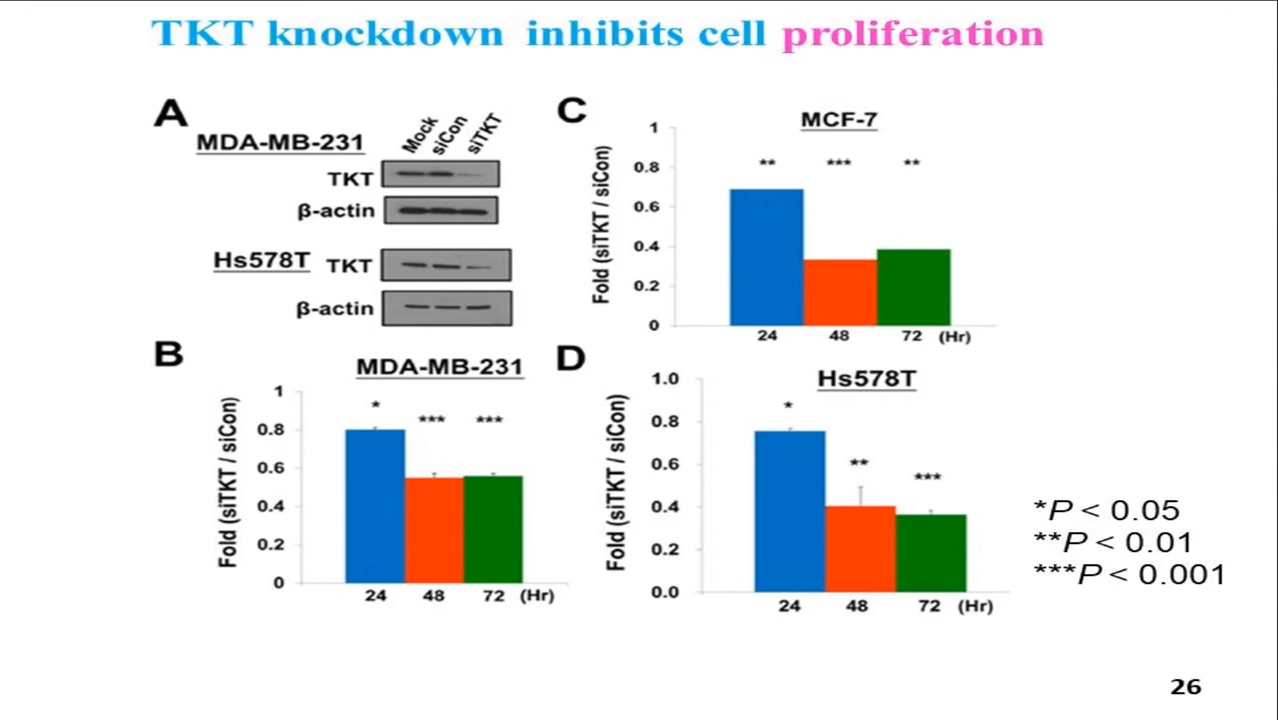 TKT knockdown inhibits cell proliferation
A
MDA-MB-231
Mock siCon siTKT
TKT
β-actin
Hs578T TKT
β-actin
B
MDA-MB-231
Fold (siTKT / siCon)
1
0.8
0.6
0.4
0.2
0
* *** ***
24 48 72 (Hr)
C
MCF-7
Fold (siTKT / siCon)
1
0.8
0.6
0.4
0.2
0
** *** **
24 48 72 (Hr)
D
Hs578T
Fold (siTKT / siCon)
1.0
0.8
0.6
0.4
0.2
0.0
* ** ***
24 48 72 (Hr)
*P < 0.05
**P < 0.01
***P < 0.001
26